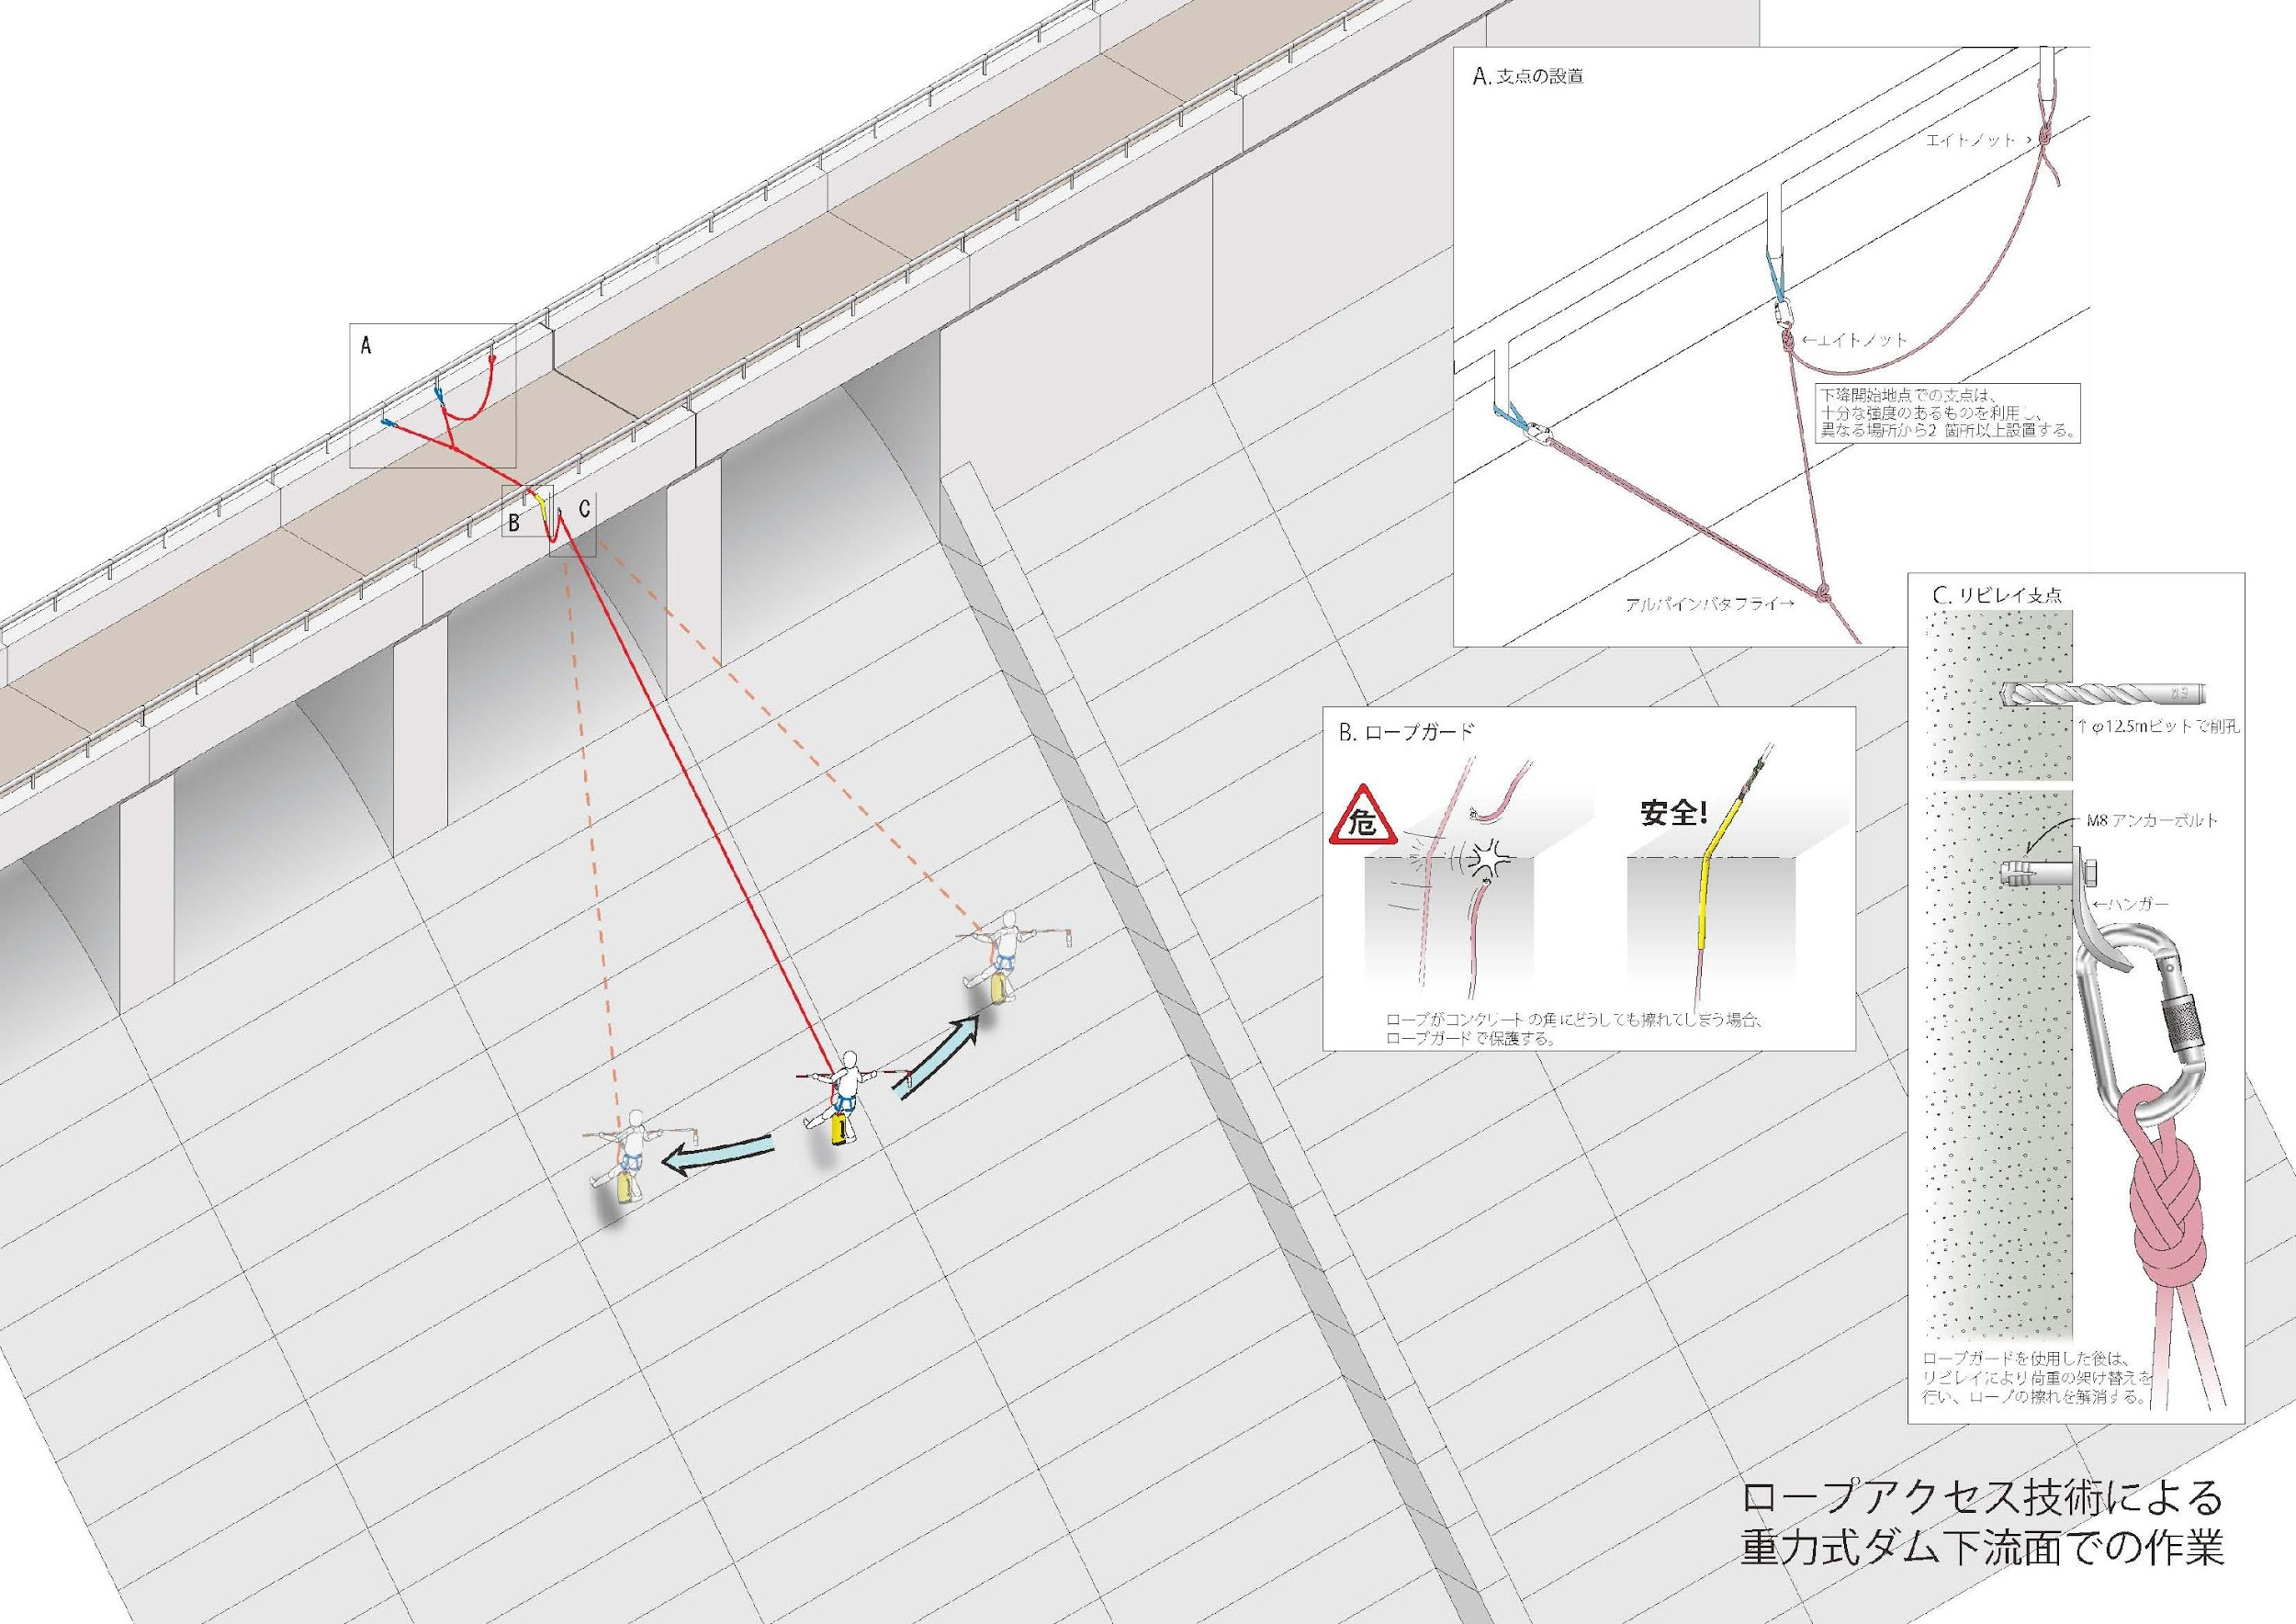 A
B
C
A. 支点の設置
エイトノット→
←エイトノット
下降開始地点での支点は、
十分な強度のあるものを利用し、
異なる場所から2 箇所以上設置する。
アルパインバタフライ→
B. ロープガード
危
安全!
ロープがコンクリートの角にどうしても擦れてしまう場合、
ロープガードで保護する。
C. リビレイ支点
↑φ12.5mビットで削孔
M8 アンカーボルト
←ハンガー
ロープガードを使用した後は、
リビレイにより荷重の架け替えを
行い、ロープの擦れを解消する。
ロープアクセス技術による
重力式ダム下流面での作業